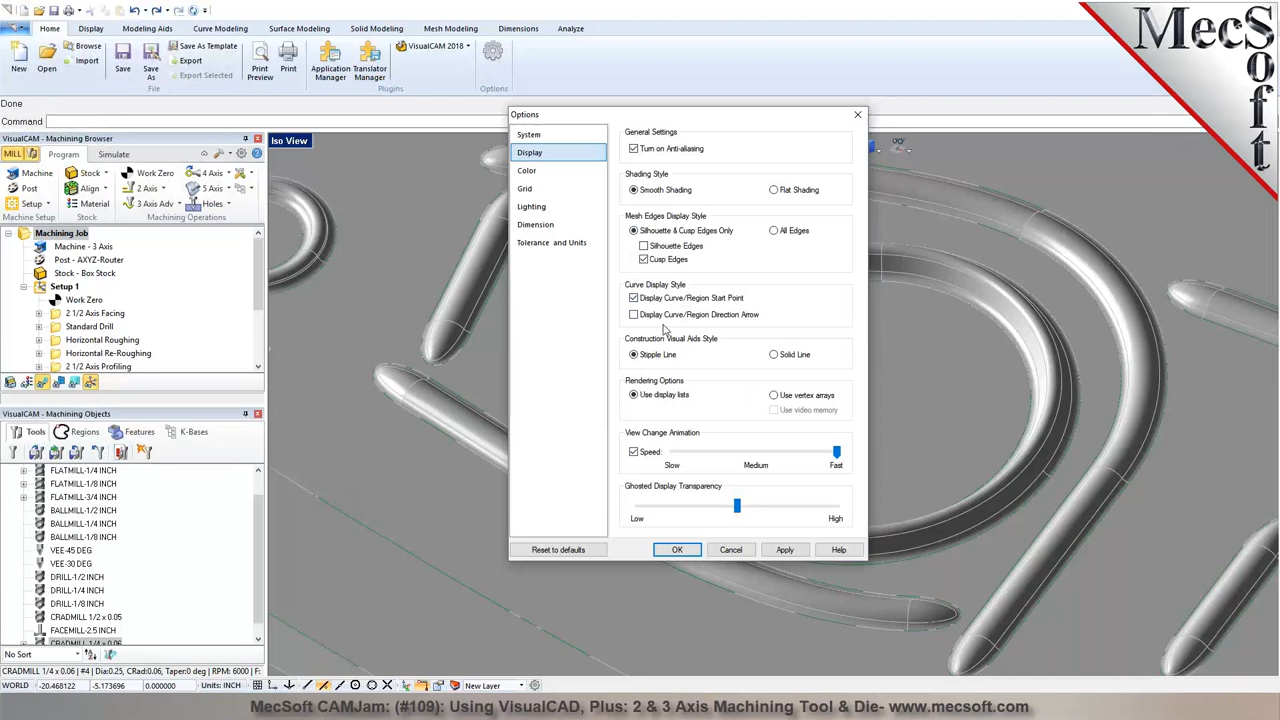 Home Display Modeling Aids Curve Modeling Surface Modeling Solid Modeling Mesh Modeling Dimensions Analyze
New Open Browse Import Save Save As Save As Template Export Export Selected Print Preview Print Application Manager Translator Manager VisualCAM 2018 Options
File Plugins Options
Done
Command
VisualCAM - Machining Browser
MILL Program Simulate
Machine Stock Work Zero 4 Axis
Post Align 2 Axis 5 Axis
Setup Material 3 Axis Adv Holes
Machine Setup Stock Machining Operations
Machining Job
Machine - 3 Axis
Post - AXYZ-Router
Stock - Box Stock
Setup 1
Work Zero
2 1/2 Axis Facing
Standard Drill
Horizontal Roughing
Horizontal Re-Roughing
2 1/2 Axis Profiling
VisualCAM - Machining Objects
Tools Regions Features K-Bases
FLATMILL-1/4 INCH
FLATMILL-1/8 INCH
FLATMILL-3/4 INCH
BALLMILL-1/2 INCH
BALLMILL-1/4 INCH
BALLMILL-1/8 INCH
VEE-45 DEG
VEE-30 DEG
DRILL-1/2 INCH
DRILL-1/4 INCH
DRILL-1/8 INCH
CRADMILL 1/2 x 0.05
FACEMILL-2.5 INCH
CRADMILL 1/4 x 0.06
No Sort
CRADMILL 1/4 x 0.06 | #4 | Dia:0.25, CRad:0.06, Taper:0 deg | RPM: 6000 | F:
WORLD -20.468122 -5.173696 0.000000 Units: INCH New Layer
Iso View
Options
System
Display
Color
Grid
Lighting
Dimension
Tolerance and Units
General Settings
Turn on Anti-aliasing
Shading Style
Smooth Shading Flat Shading
Mesh Edges Display Style
Silhouette & Cusp Edges Only All Edges
Silhouette Edges
Cusp Edges
Curve Display Style
Display Curve/Region Start Point
Display Curve/Region Direction Arrow
Construction Visual Aids Style
Stipple Line Solid Line
Rendering Options
Use display lists Use vertex arrays
Use video memory
View Change Animation
Speed:
Slow Medium Fast
Ghosted Display Transparency
Low High
Reset to defaults OK Cancel Apply Help
MecSoft
MecSoft CAMJam: (#109): Using VisualCAD, Plus: 2 & 3 Axis Machining Tool & Die- www.mecsoft.com